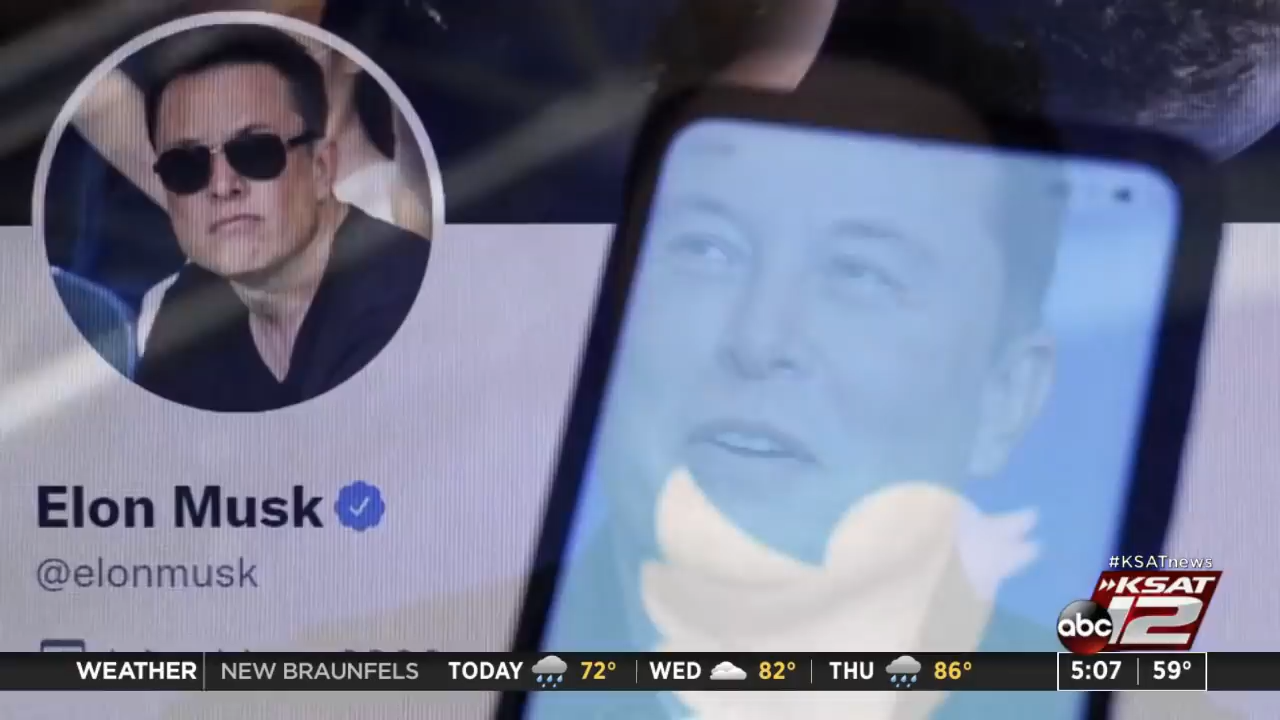 Elon Musk
@elonmusk
#KSATnews
KSAT
abc 12
WEATHER NEW BRAUNFELS TODAY 72° WED 82° THU 86° 5:07 59°